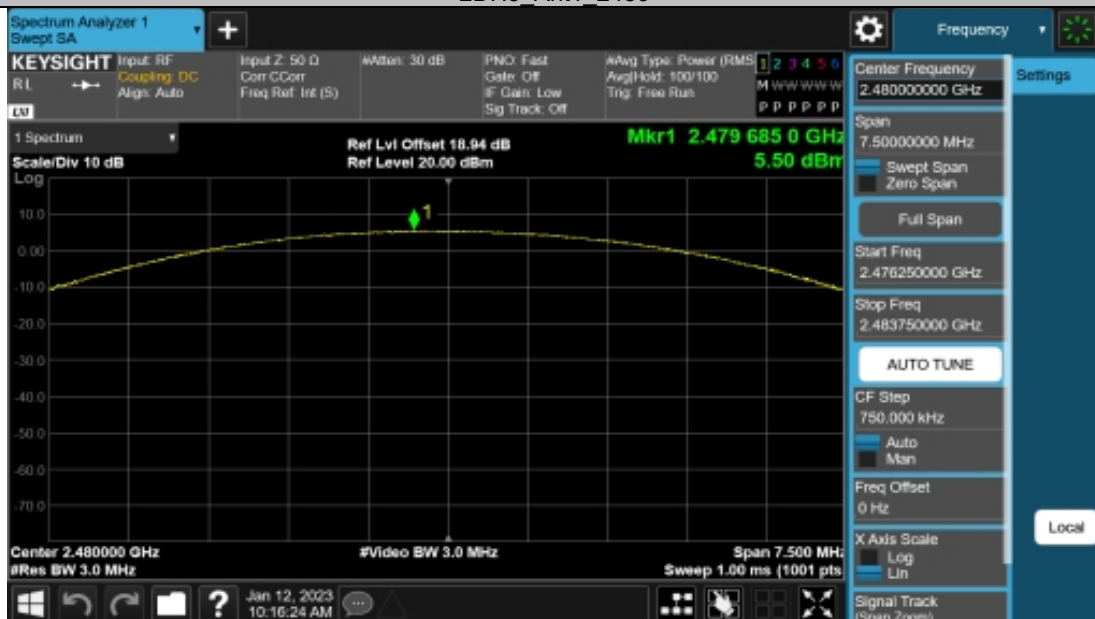 Spectrum Analyzer 1
Swept SA
+
Frequency
KEYSIGHT
RL
Input: RF
Coupling: DC
Align: Auto
Input Z: 50 Ω
Corr CCorr
Freq Ref: Int (S)
#Atten: 30 dB
PNO: Fast
Gate: Off
IF Gain: Low
Sig Track: Off
#Avg Type: Power (RMS
Avg|Hold: 100/100
Trig: Free Run
1 2 3 4 5 6
M W W W W W
P P P P P P
1 Spectrum
Scale/Div 10 dB
Log
Ref Lvl Offset 18.94 dB
Ref Level 20.00 dBm
Mkr1 2.479 685 0 GHz
5.50 dBm
1
10.0
0.00
-10.0
-20.0
-30.0
-40.0
-50.0
-60.0
-70.0
Center 2.480000 GHz
#Res BW 3.0 MHz
#Video BW 3.0 MHz
Span 7.500 MHz
Sweep 1.00 ms (1001 pts
?
Jan 12, 2023
10:16:24 AM
Center Frequency
2.480000000 GHz
Settings
Span
7.50000000 MHz
Swept Span
Zero Span
Full Span
Start Freq
2.476250000 GHz
Stop Freq
2.483750000 GHz
AUTO TUNE
CF Step
750.000 kHz
Auto
Man
Freq Offset
0 Hz
X Axis Scale
Log
Lin
Local
Signal Track
(Span Zoom)